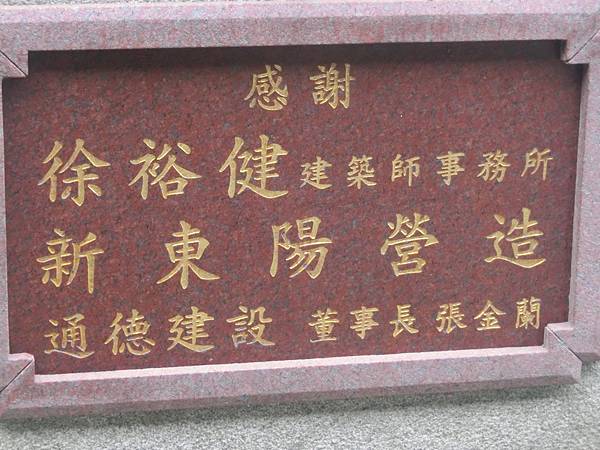 感謝
徐裕健建築師事務所
新東陽營造
通德建設 董事長張金蘭